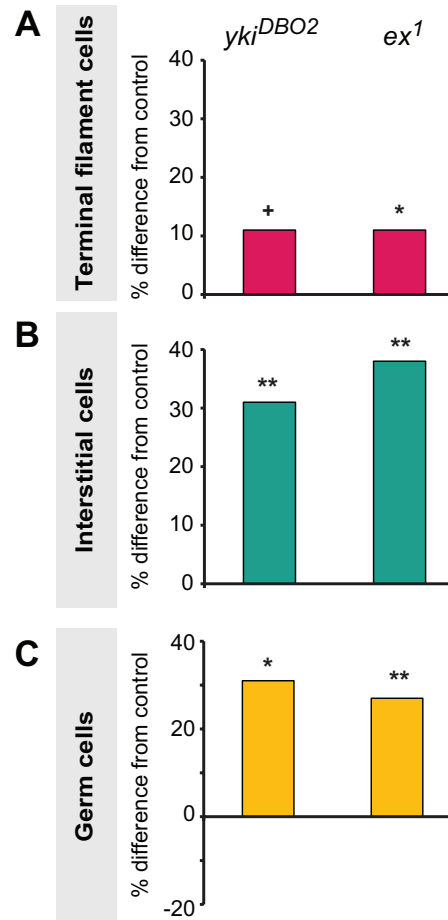 A
yki^DBO2 ex^1
Terminal filament cells
% difference from control
40
30
20
10
0
+ *
B
Interstitial cells
% difference from control
40
30
20
10
0
** **
C
Germ cells
% difference from control
40
20
0
-20
* **